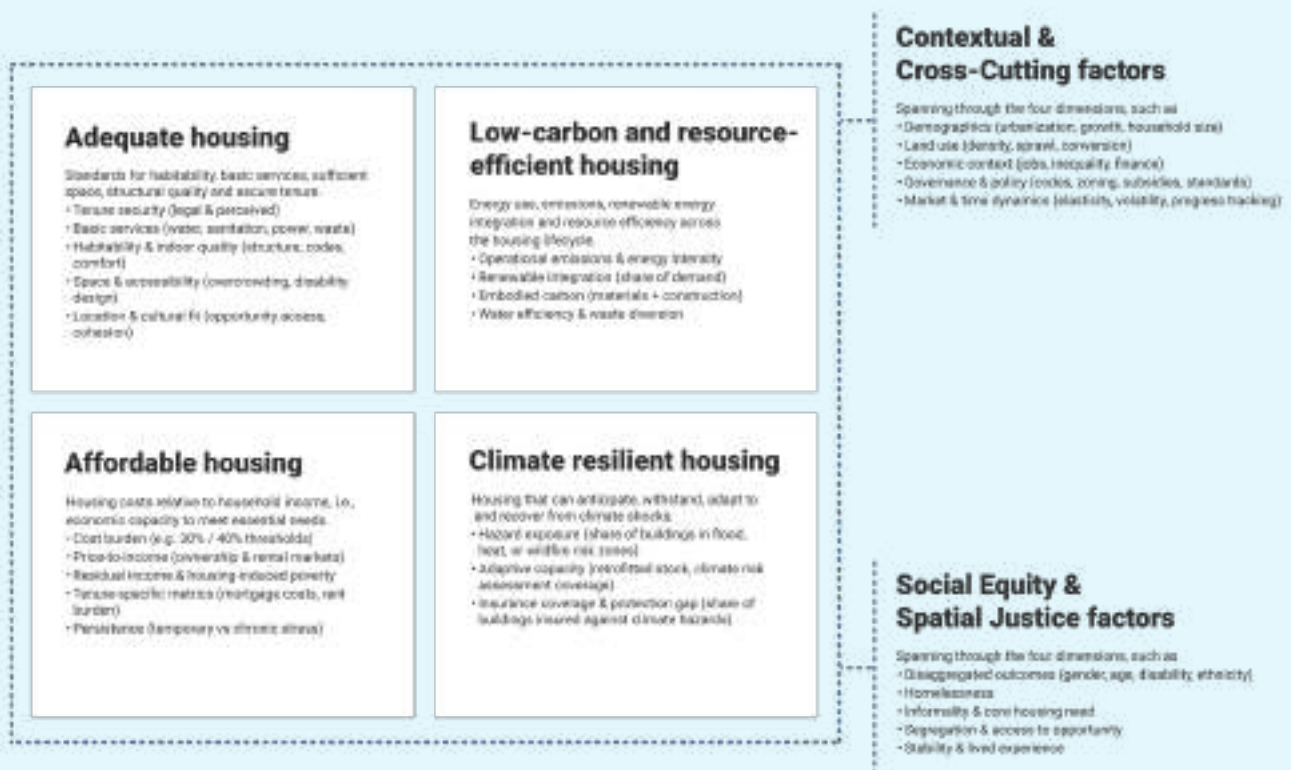 Adequate housing
Standards for habitability, basic services, sufficient
space, structural quality and secure tenure
• Tenure security (legal & perceived)
• Basic services (water, sanitation, power, waste)
• Habitability & indoor quality (structure, codes,
comfort)
• Space & accessibility (overcrowding, disability
design)
• Location & cultural fit (opportunity access,
cohesion)
Low-carbon and resource-
efficient housing
Energy use, emissions, renewable energy
integration and resource efficiency across
the housing lifecycle
• Operational emissions & energy intensity
• Renewable integration (share of demand)
• Embodied carbon (materials + construction)
• Water efficiency & waste diversion
Affordable housing
Housing costs relative to household income, i.e.,
economic capacity to meet essential needs
• Cost burden (e.g. 30% / 40% thresholds)
• Price-to-income (ownership & rental markets)
• Residual income & housing-induced poverty
• Tenure-specific metrics (mortgage costs, rent
burden)
• Persistence (temporary vs chronic stress)
Climate resilient housing
Housing that can anticipate, withstand, adapt to
and recover from climate shocks
• Hazard exposure (share of buildings in flood,
heat, or wildfire risk zones)
• Adaptive capacity (retrofitted stock, climate risk
assessment coverage)
• Insurance coverage & protection gap (share of
buildings insured against climate hazards)
Contextual &
Cross-Cutting factors
Spanning through the four dimensions, such as
• Demographics (urbanization, growth, household size)
• Land use (density, sprawl, conversion)
• Economic context (jobs, inequality, finance)
• Governance & policy (codes, zoning, subsidies, standards)
• Market & time dynamics (elasticity, volatility, progress tracking)
Social Equity &
Spatial Justice factors
Spanning through the four dimensions, such as
• Disaggregated outcomes (gender, age, disability, ethnicity)
• Homelessness
• Informality & core housing need
• Segregation & access to opportunity
• Stability & lived experience